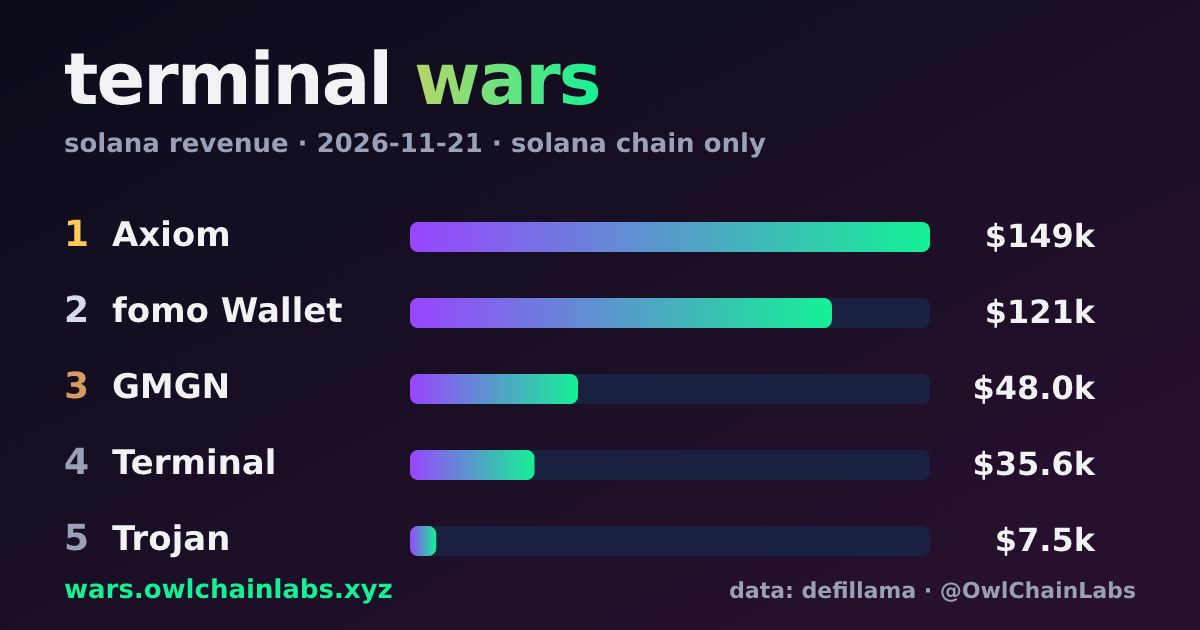 terminal wars
solana revenue · 2026-11-21 · solana chain only
1 Axiom $149k
2 fomo Wallet $121k
3 GMGN $48.0k
4 Terminal $35.6k
5 Trojan $7.5k
wars.owlchainlabs.xyz data: defillama · @OwlChainLabs